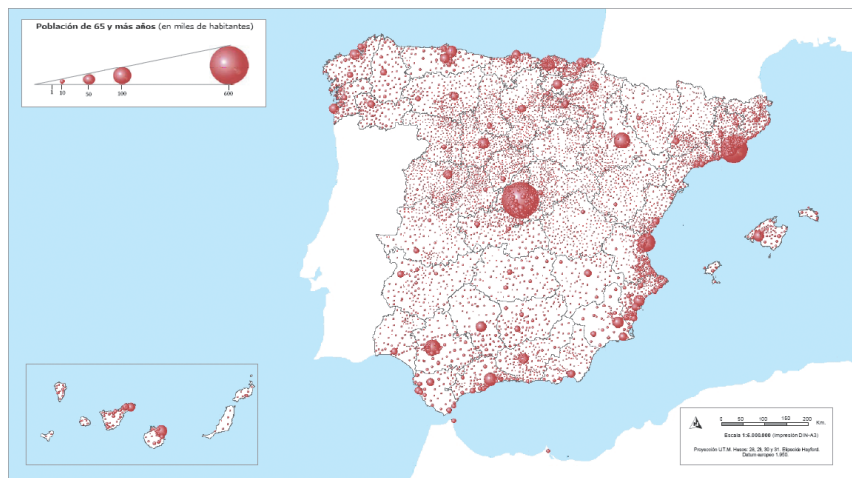 Población de 65 y más años (en miles de habitantes)
1 10 50 100 600
0 50 100 150 200 Km.
Escala 1:5.000.000 (impresión DIN-A3)
Proyección U.T.M. Husos: 28, 29, 30 y 31. Elipsoide Hayford.
Datum europeo 1.950.